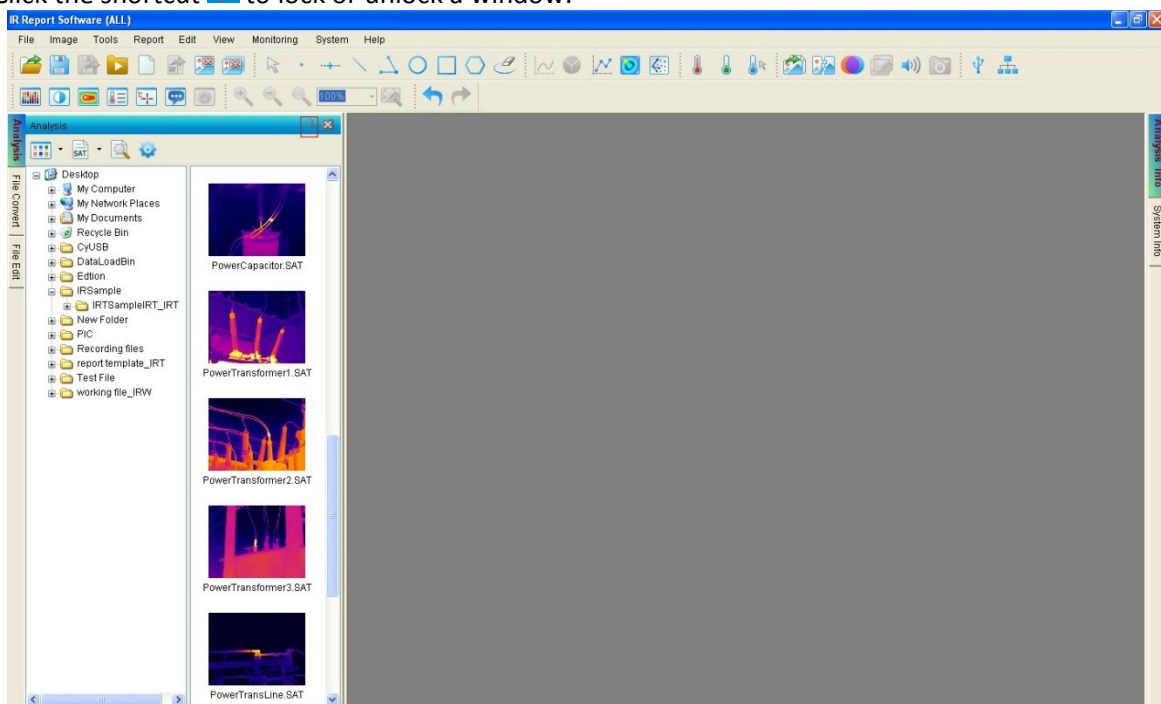 click the shortcut to lock or unlock a window.
IR Report Software (ALL)
File Image Tools Report Edit View Monitoring System Help
100%
Analysis
SAT
Analysis
File Convert
File Edit
Desktop
My Computer
My Network Places
My Documents
Recycle Bin
CyUSB
DataLoadBin
Edtion
IRSample
IRTSampleIRT_IRT
New Folder
PIC
Recording files
report template_IRT
Test File
working file_IRW
PowerCapacitor.SAT
PowerTransformer1.SAT
PowerTransformer2.SAT
PowerTransformer3.SAT
PowerTransLine.SAT
Analysis Info
System Info